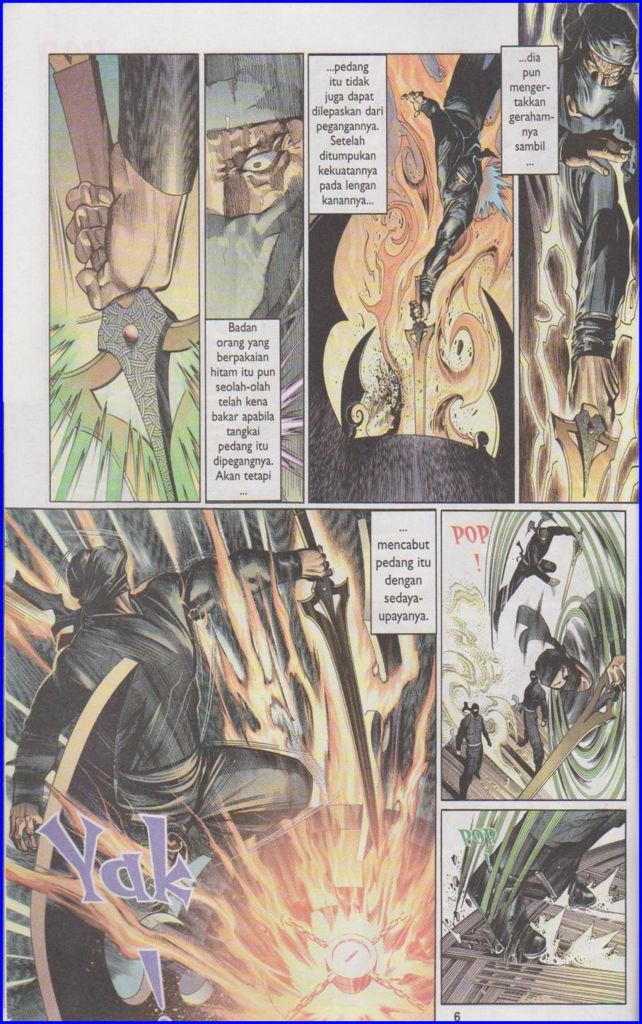 Badan
orang yang
berpakaian
hitam itu pun
seolah-olah
telah kena
bakar apabila
tangkai
pedang itu
dipegangnya.
Akan tetapi
...
...pedang
itu tidak
juga dapat
dilepaskan dari
pegangannya.
Setelah
ditumpukan
kekuatannya
pada lengan
kanannya...
...dia
pun
menger-
takkan
geraham-
nya
sambil
...
...
mencabut
pedang itu
dengan
sedaya-
upayanya.
Yak
!
POP
!
POP
!
6